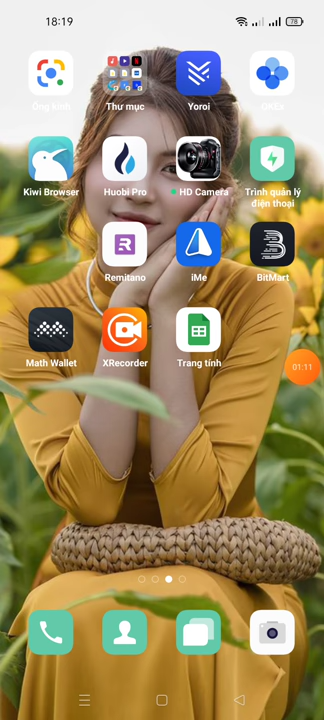 18:19
78
Ống kính
Thư mục
Yoroi
OKEx
Kiwi Browser
Huobi Pro
HD Camera
Trình quản lý
điện thoại
Remitano
iMe
BitMart
Math Wallet
XRecorder
Trang tính
01:11